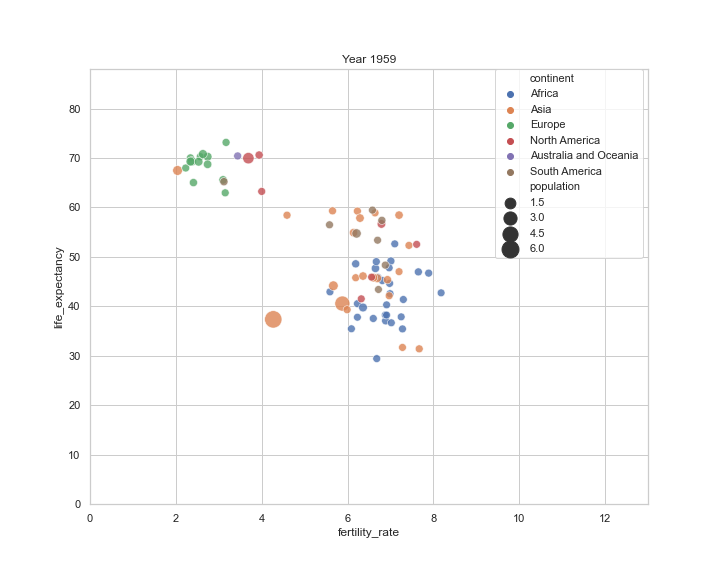 Year 1959
continent
Africa
Asia
Europe
North America
Australia and Oceania
South America
population
1.5
3.0
4.5
6.0
life_expectancy
80
70
60
50
40
30
20
10
0
0 2 4 6 8 10 12
fertility_rate